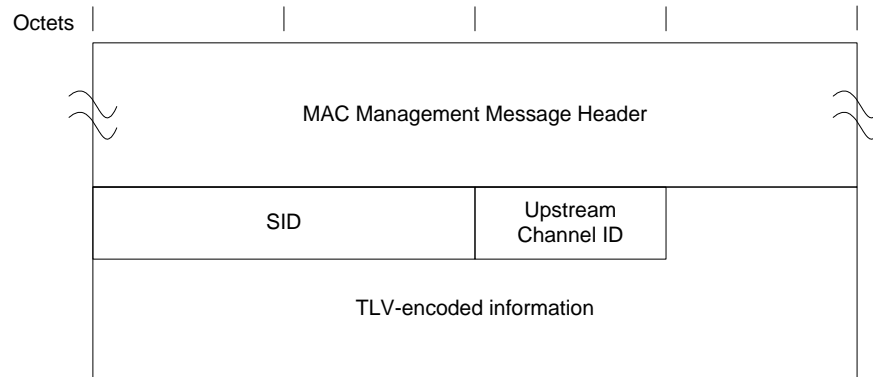 Octets
MAC Management Message Header
SID
Upstream
Channel ID
TLV-encoded information